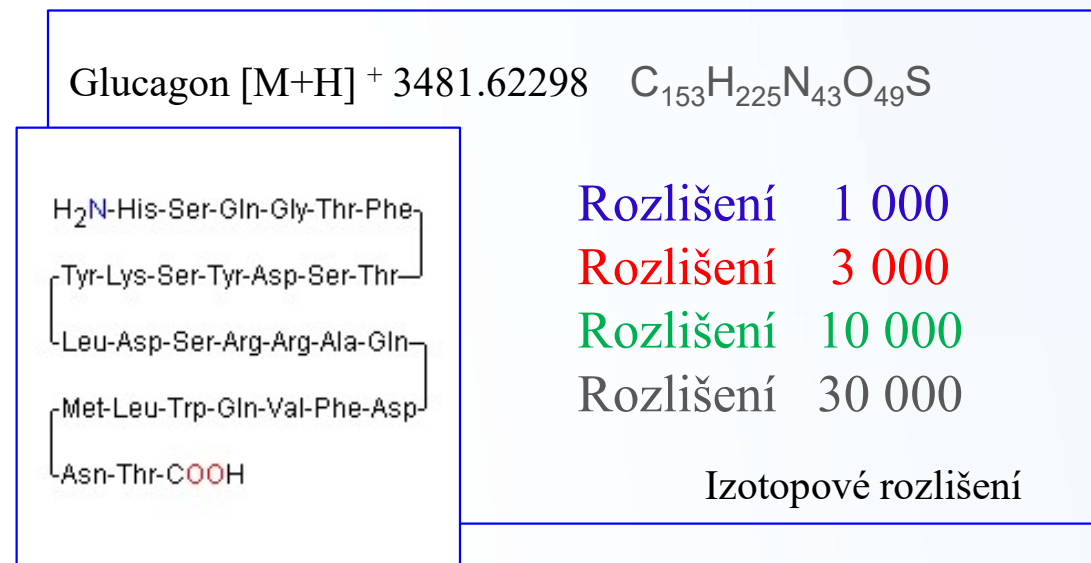 Glucagon [M+H] + 3481.62298 C153H225N43O49S
H2N-His-Ser-Gln-Gly-Thr-Phe
Tyr-Lys-Ser-Tyr-Asp-Ser-Thr
Leu-Asp-Ser-Arg-Arg-Ala-Gln
Met-Leu-Trp-Gln-Val-Phe-Asp
Asn-Thr-COOH
Rozlišení 1 000
Rozlišení 3 000
Rozlišení 10 000
Rozlišení 30 000
Izotopové rozlišení